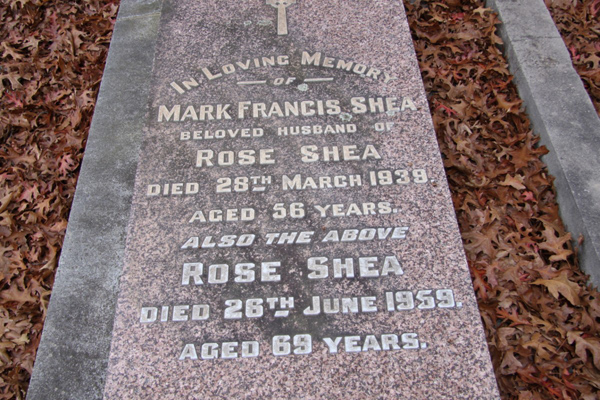 In Loving Memory
OF
Mark Francis Shea
BELOVED HUSBAND OF
Rose Shea
DIED 28TH MARCH 1939.
AGED 56 YEARS.
ALSO THE ABOVE
Rose Shea
DIED 26TH JUNE 1959.
AGED 69 YEARS.